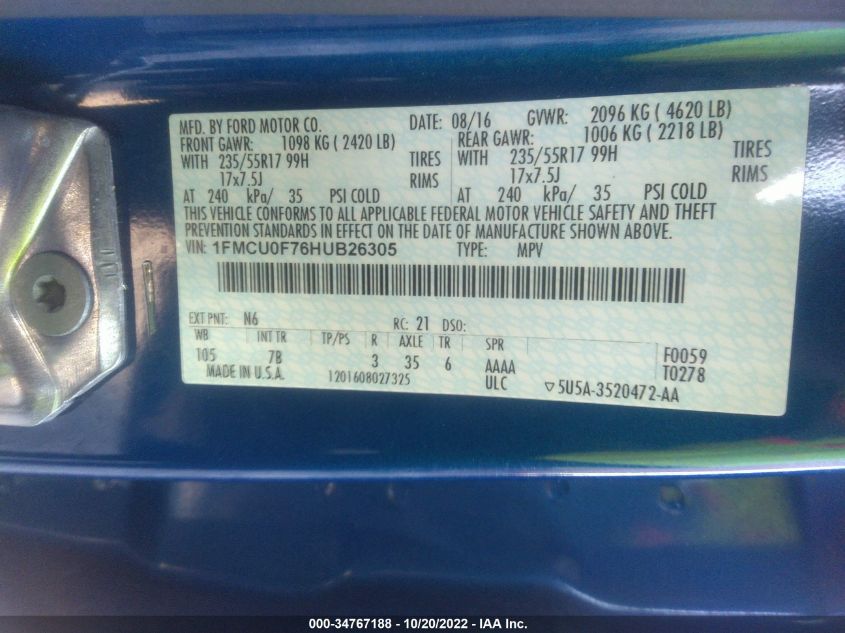 MFD. BY FORD MOTOR CO. DATE: 08/16 GVWR: 2096 KG ( 4620 LB)
FRONT GAWR: 1098 KG ( 2420 LB) REAR GAWR: 1006 KG ( 2218 LB)
WITH 235/55R17 99H TIRES WITH 235/55R17 99H TIRES
17x7.5J RIMS 17x7.5J RIMS
AT 240 kPa/ 35 PSI COLD AT 240 kPa/ 35 PSI COLD
THIS VEHICLE CONFORMS TO ALL APPLICABLE FEDERAL MOTOR VEHICLE SAFETY AND THEFT
PREVENTION STANDARDS IN EFFECT ON THE DATE OF MANUFACTURE SHOWN ABOVE.
VIN: 1FMCU0F76HUB26305 TYPE: MPV
EXT PNT: N6 RC: 21 DSO:
WB INT TR TP/PS R AXLE TR SPR
105 7B 3 35 6 AAAA F0059
MADE IN U.S.A. 1201608027325 ULC T0278
▽5U5A-3520472-AA
000-34767188 - 10/20/2022 - IAA Inc.